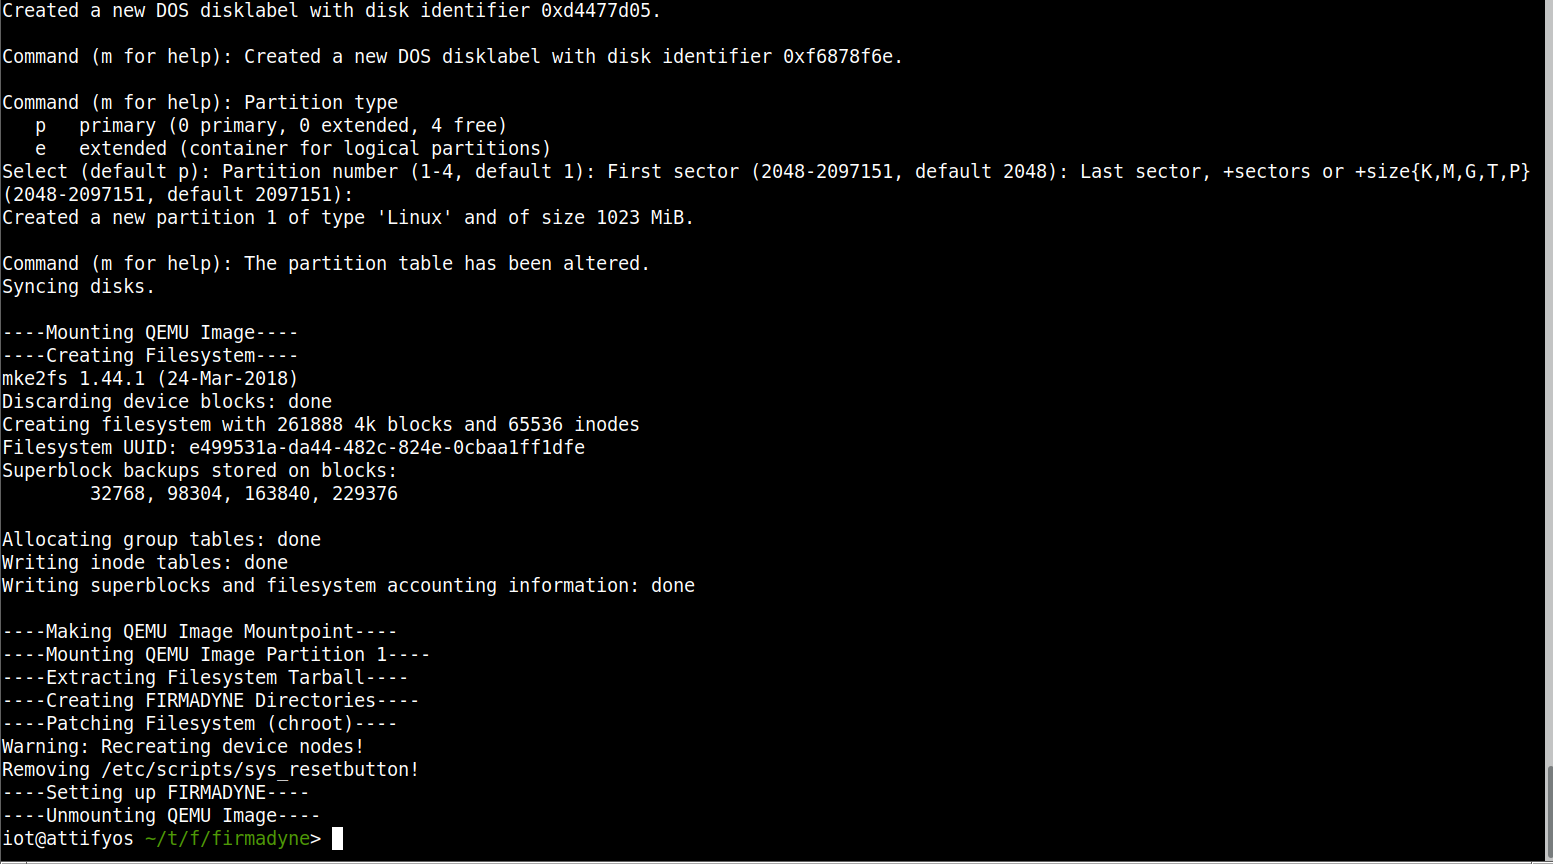 Created a new DOS disklabel with disk identifier 0xd4477d05.
Command (m for help): Created a new DOS disklabel with disk identifier 0xf6878f6e.
Command (m for help): Partition type
   p   primary (0 primary, 0 extended, 4 free)
   e   extended (container for logical partitions)
Select (default p): Partition number (1-4, default 1): First sector (2048-2097151, default 2048): Last sector, +sectors or +size{K,M,G,T,P}
(2048-2097151, default 2097151):
Created a new partition 1 of type 'Linux' and of size 1023 MiB.
Command (m for help): The partition table has been altered.
Syncing disks.
----Mounting QEMU Image----
----Creating Filesystem----
mke2fs 1.44.1 (24-Mar-2018)
Discarding device blocks: done
Creating filesystem with 261888 4k blocks and 65536 inodes
Filesystem UUID: e499531a-da44-482c-824e-0cbaa1ff1dfe
Superblock backups stored on blocks:
        32768, 98304, 163840, 229376
Allocating group tables: done
Writing inode tables: done
Writing superblocks and filesystem accounting information: done
----Making QEMU Image Mountpoint----
----Mounting QEMU Image Partition 1----
----Extracting Filesystem Tarball----
----Creating FIRMADYNE Directories----
----Patching Filesystem (chroot)----
Warning: Recreating device nodes!
Removing /etc/scripts/sys_resetbutton!
----Setting up FIRMADYNE----
----Unmounting QEMU Image----
iot@attifyos ~/t/f/firmadyne>